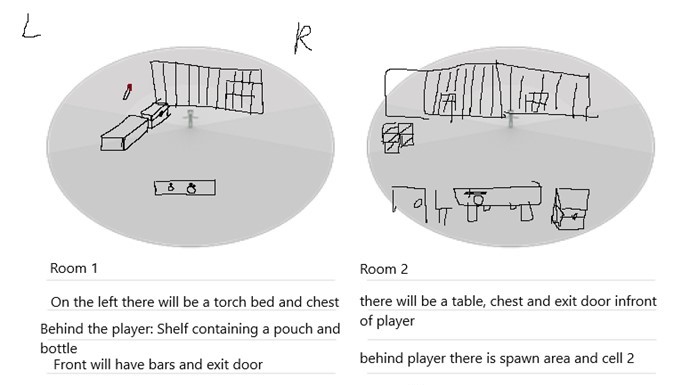 L
R
Room 1
On the left there will be a torch bed and chest
Behind the player: Shelf containing a pouch and
bottle
Front will have bars and exit door
Room 2
there will be a table, chest and exit door infront
of player
behind player there is spawn area and cell 2